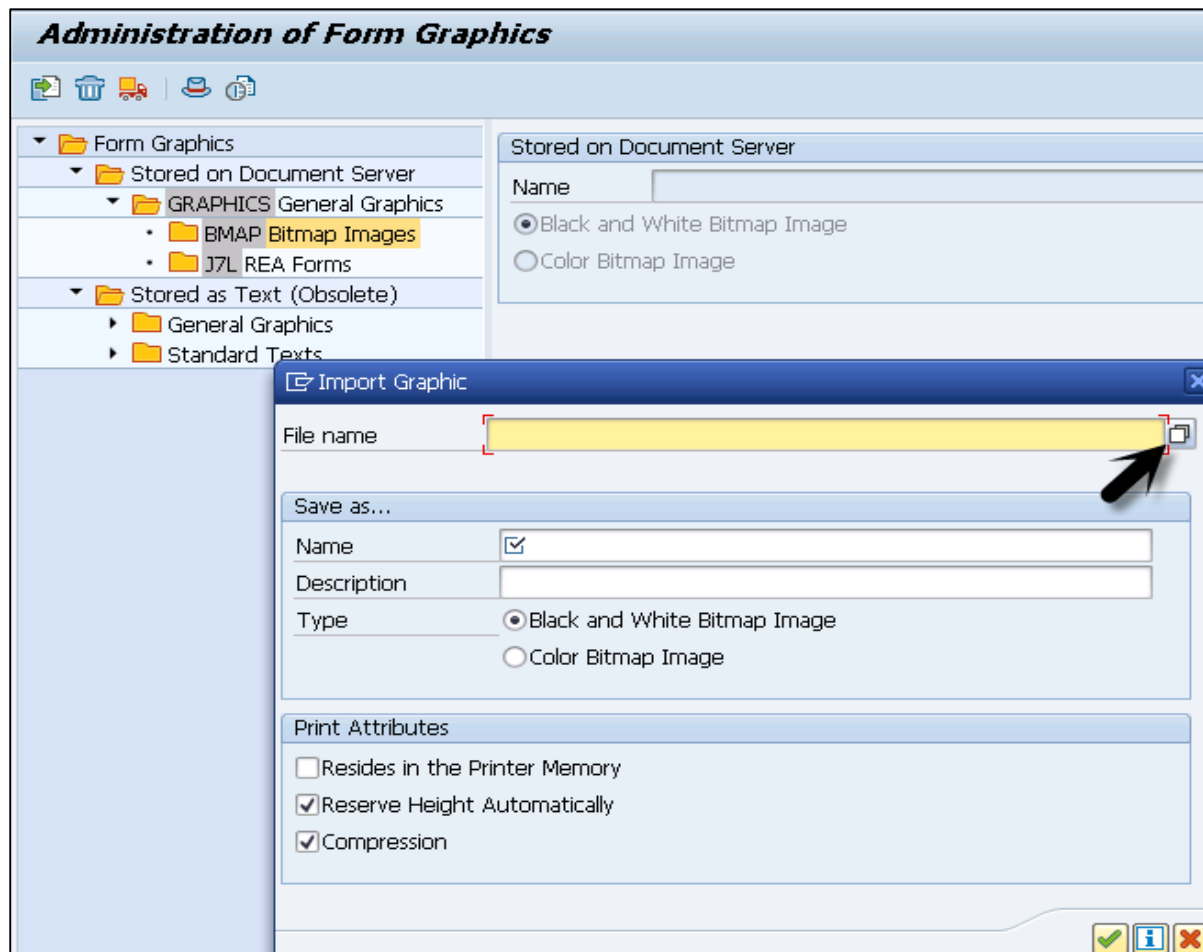 Administration of Form Graphics
Form Graphics
Stored on Document Server
GRAPHICS General Graphics
BMAP Bitmap Images
J7L REA Forms
Stored as Text (Obsolete)
General Graphics
Standard Texts
Stored on Document Server
Name
Black and White Bitmap Image
Color Bitmap Image
Import Graphic
File name
Save as...
Name
Description
Type
Black and White Bitmap Image
Color Bitmap Image
Print Attributes
Resides in the Printer Memory
Reserve Height Automatically
Compression